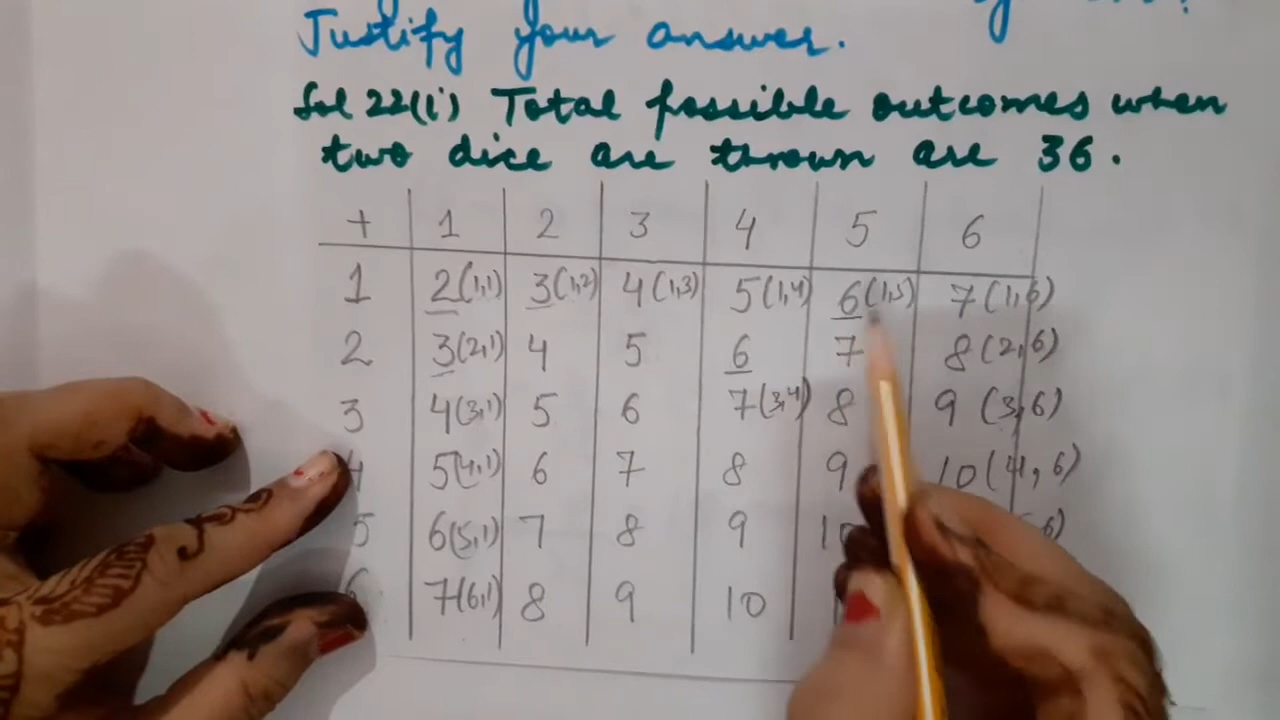 Justify your answer.
Sol 22(i) Total possible outcomes when
two dice are thrown are 36.
+ 1 2 3 4 5 6
1 2(1,1) 3(1,2) 4(1,3) 5(1,4) 6(1,5) 7(1,6)
2 3(2,1) 4 5 6 7 8(2,6)
3 4(3,1) 5 6 7(3,4) 8 9 (3,6)
4 5(4,1) 6 7 8 9 10(4,6)
5 6(5,1) 7 8 9 10 6)
6 7(6,1) 8 9 10